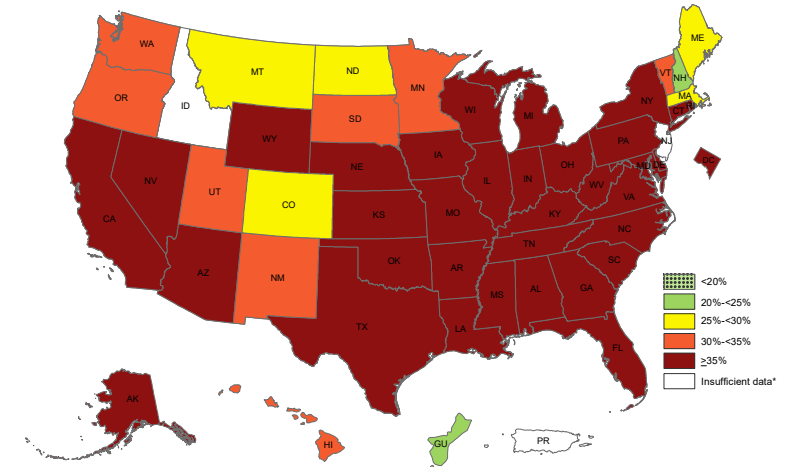 ME
WA
MT
ND
MN
VT
NH
OR
ID
SD
WI
NY
MA
CT
RI
MI
WY
IA
PA
NJ
NE
OH
MD
DE
DC
NV
UT
IL
IN
WV
CO
VA
CA
KS
MO
KY
NC
TN
AZ
NM
OK
AR
SC
MS
AL
GA
TX
LA
FL
AK
HI
GU
PR
<20%
20%-<25%
25%-<30%
30%-<35%
≥35%
Insufficient data*